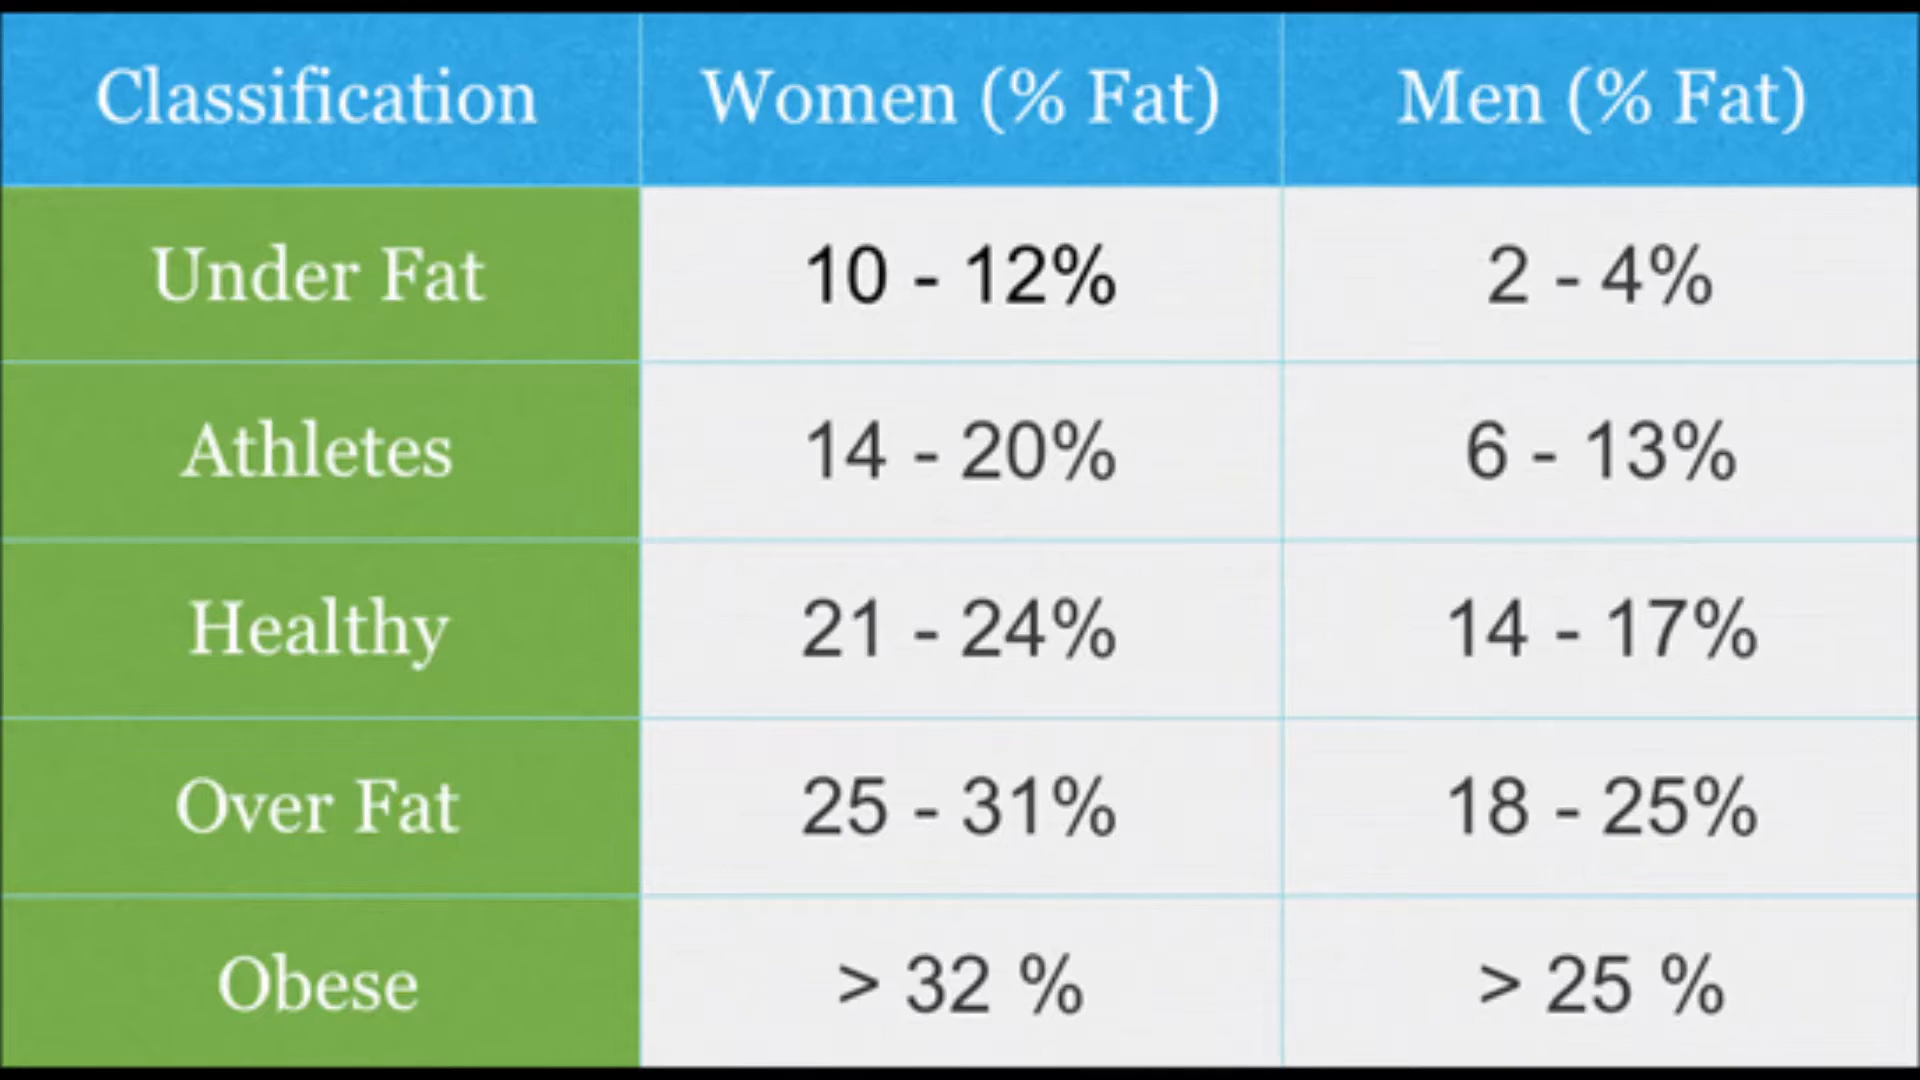 Classification Women (% Fat) Men (% Fat)
Under Fat 10 - 12% 2 - 4%
Athletes 14 - 20% 6 - 13%
Healthy 21 - 24% 14 - 17%
Over Fat 25 - 31% 18 - 25%
Obese > 32 % > 25 %